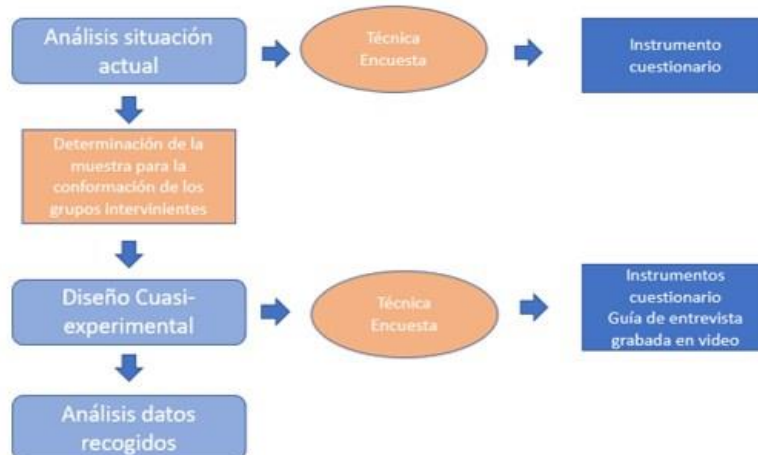 Análisis situación
actual
Técnica
Encuesta
Instrumento
cuestionario
Determinación de la
muestra para la
conformación de los
grupos intervinientes
Diseño Cuasi-
experimental
Técnica
Encuesta
Instrumentos
cuestionario
Guía de entrevista
grabada en video
Análisis datos
recogidos